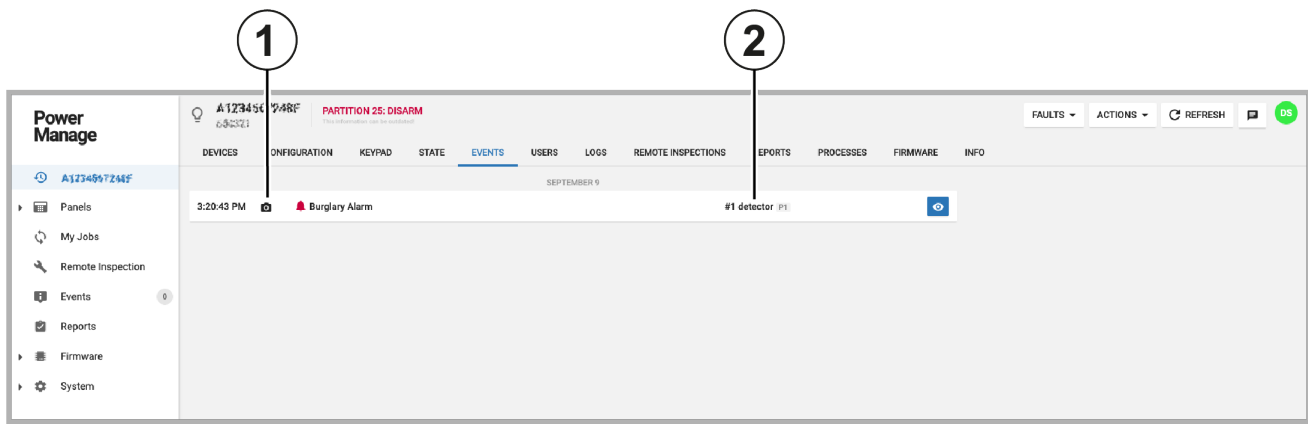 1
2
Power
Manage
PARTITION 25: DISARM
FAULTS
ACTIONS
REFRESH
DS
DEVICES
ONFIGURATION
KEYPAD
STATE
EVENTS
USERS
LOGS
REMOTE INSPECTIONS
EPORTS
PROCESSES
FIRMWARE
INFO
SEPTEMBER 9
3:20:43 PM
Burglary Alarm
#1 detector P1
Panels
My Jobs
Remote Inspection
Events
0
Reports
Firmware
System